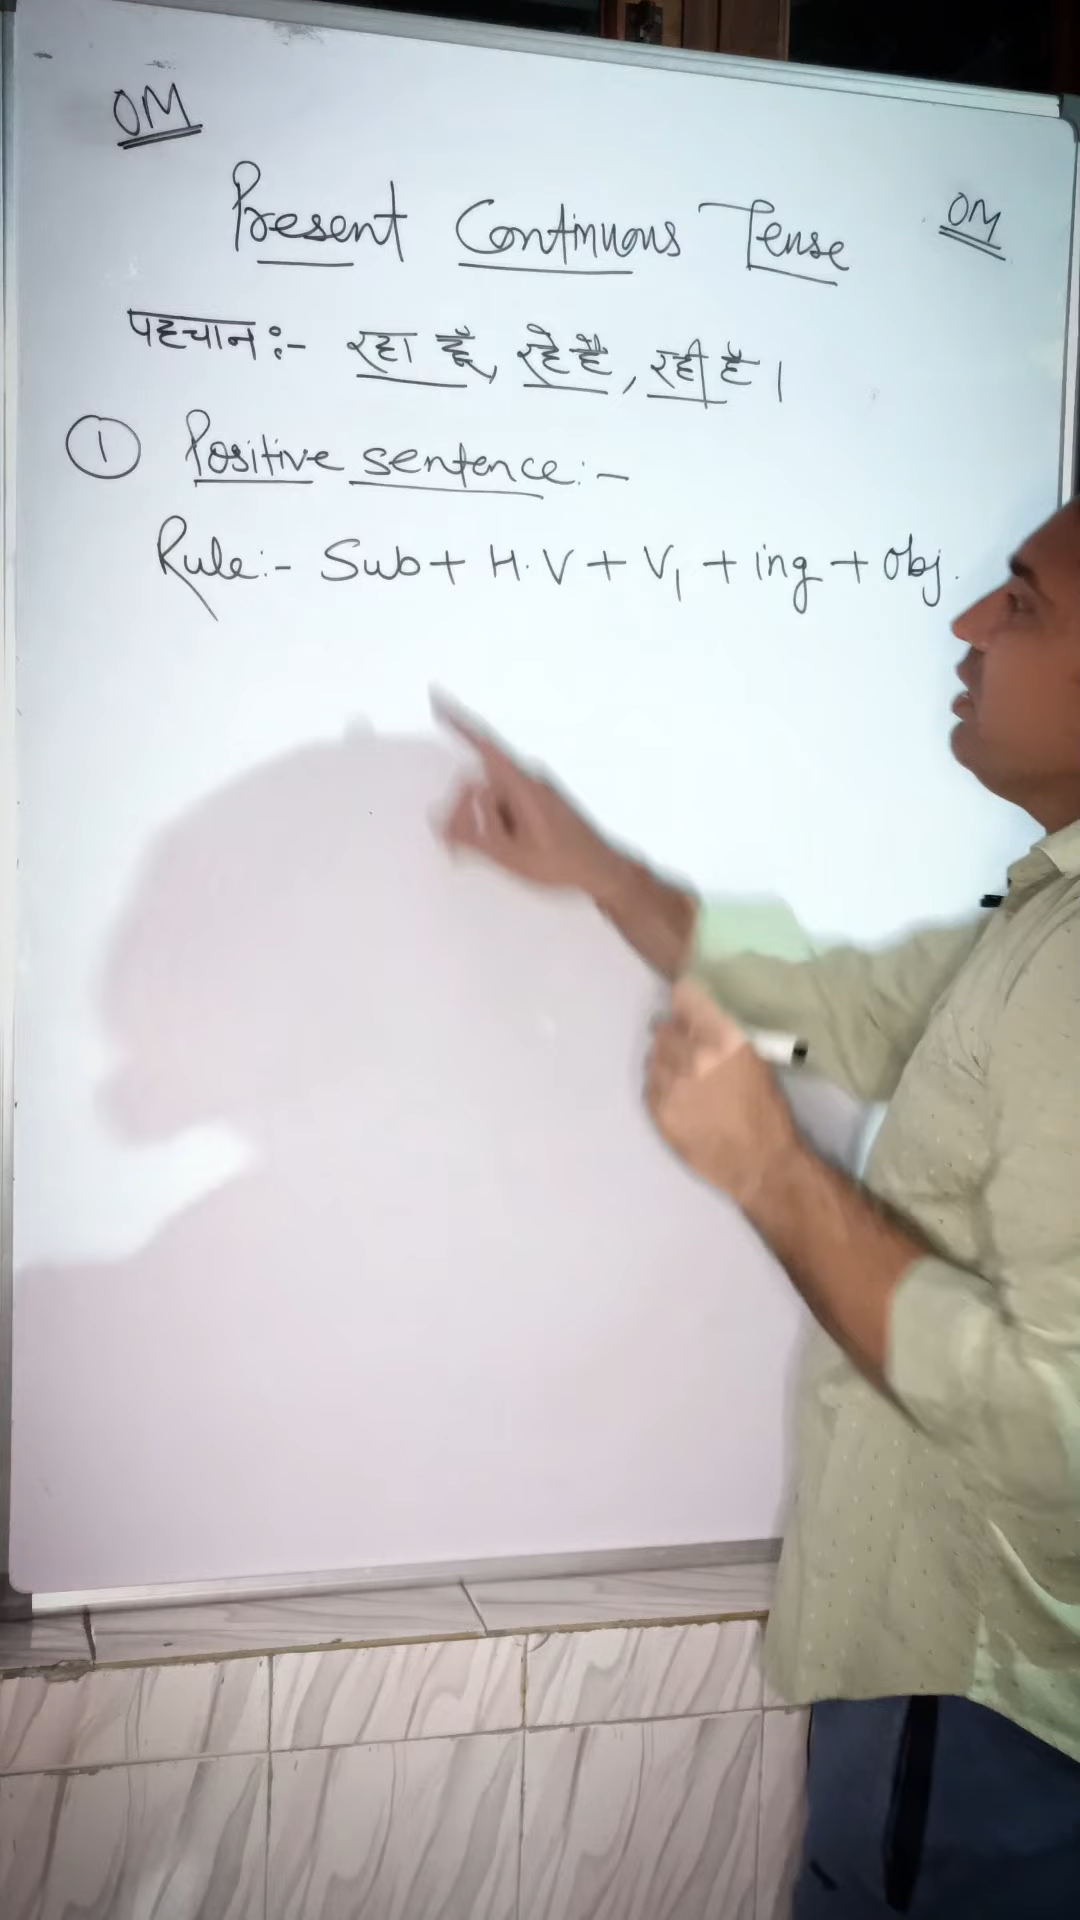 OM
Present Continuous Tense OM
पहचान :- रहा हूँ, रहे हैं, रही है।
① Positive sentence :-
Rule :- Sub + H.V + V₁ + ing + Obj.